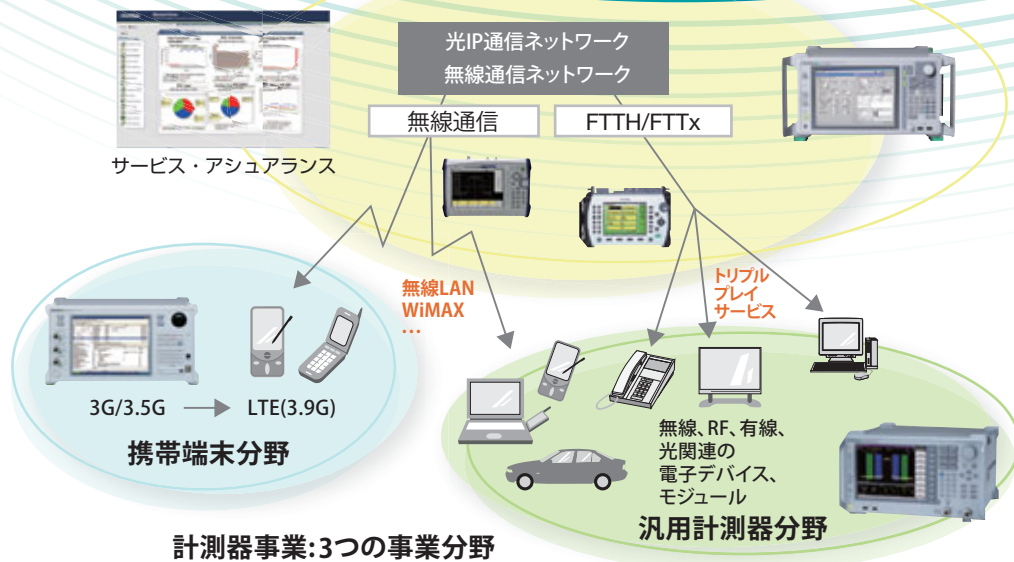 光IP通信ネットワーク
無線通信ネットワーク
無線通信
FTTH/FTTx
サービス・アシュアランス
無線LAN
WiMAX
…
トリプル
プレイ
サービス
3G/3.5G
LTE(3.9G)
携帯端末分野
無線、RF、有線、
光関連の
電子デバイス、
モジュール
汎用計測器分野
計測器事業:3つの事業分野